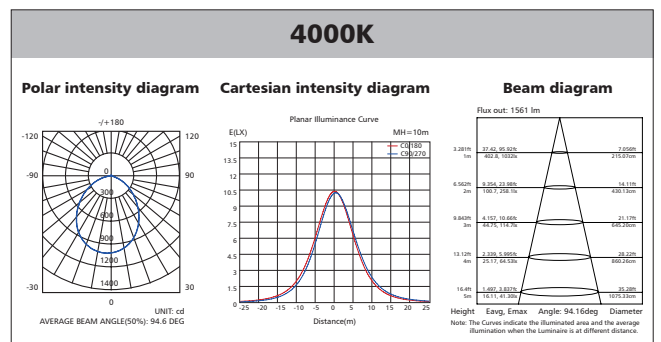 4000K
Polar intensity diagram
Cartesian intensity diagram
Beam diagram
-/+180
-120
120
-90
90
-30
30
0
0
300
600
900
1200
1400
UNIT: cd
AVERAGE BEAM ANGLE(50%): 94.6 DEG
Planar Illuminance Curve
E(LX)
MH=10m
C0/180
C90/270
15
13.5
12
10.5
9
7.5
6
4.5
3
1.5
0
-25 -20 -15 -10 -5 0 5 10 15 20 25
Distance(m)
Flux out: 1561 lm
3.281ft 37.42, 95.92ft 7.056ft
1m 402.8, 1032lx 215.07cm
6.562ft 9.354, 23.98ft 14.11ft
2m 100.7, 258.1lx 430.13cm
9.843ft 4.157, 10.66ft 21.17ft
3m 44.75, 114.7lx 645.20cm
13.12ft 2.339, 5.995ft 28.22ft
4m 25.17, 64.53lx 860.26cm
16.4ft 1.497, 3.837ft 35.28ft
5m 16.11, 41.30lx 1075.33cm
Height Eavg, Emax Angle: 94.16deg Diameter
Note: The Curves indicate the illuminated area and the average
illumination when the Luminaire is at different distance.